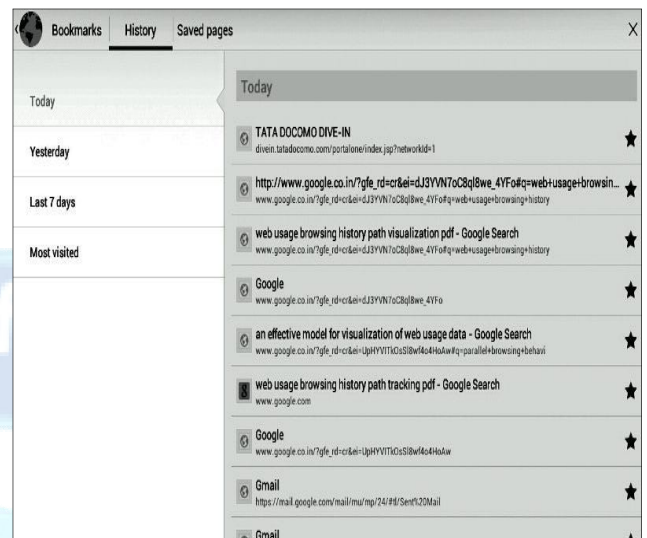 Bookmarks History Saved pages X
Today
Yesterday
Last 7 days
Most visited
Today
TATA DOCOMO DIVE-IN
divein.tatadocomo.com/portalone/index.jsp?networkId=1
http://www.google.co.in/?gfe_rd=cr&ei=dJ3YVN7oC8ql8we_4YFo#q=web+usage+browsin...
www.google.co.in/?gfe_rd=cr&ei=dJ3YVN7oC8ql8we_4YFo#q=web+usage+browsing+history
web usage browsing history path visualization pdf - Google Search
www.google.co.in/?gfe_rd=cr&ei=dJ3YVN7oC8ql8we_4YFo#q=web+usage+browsing+history
Google
www.google.co.in/?gfe_rd=cr&ei=dJ3YVN7oC8ql8we_4YFo
an effective model for visualization of web usage data - Google Search
www.google.co.in/?gfe_rd=cr&ei=UpHYVITkOsSl8wf4o4HoAw#q=parallel+browsing+behavi
web usage browsing history path tracking pdf - Google Search
www.google.com
Google
www.google.co.in/?gfe_rd=cr&ei=UpHYVITkOsSl8wf4o4HoAw
Gmail
https://mail.google.com/mail/mu/mp/24/#tl/Sent%20Mail
Gmail